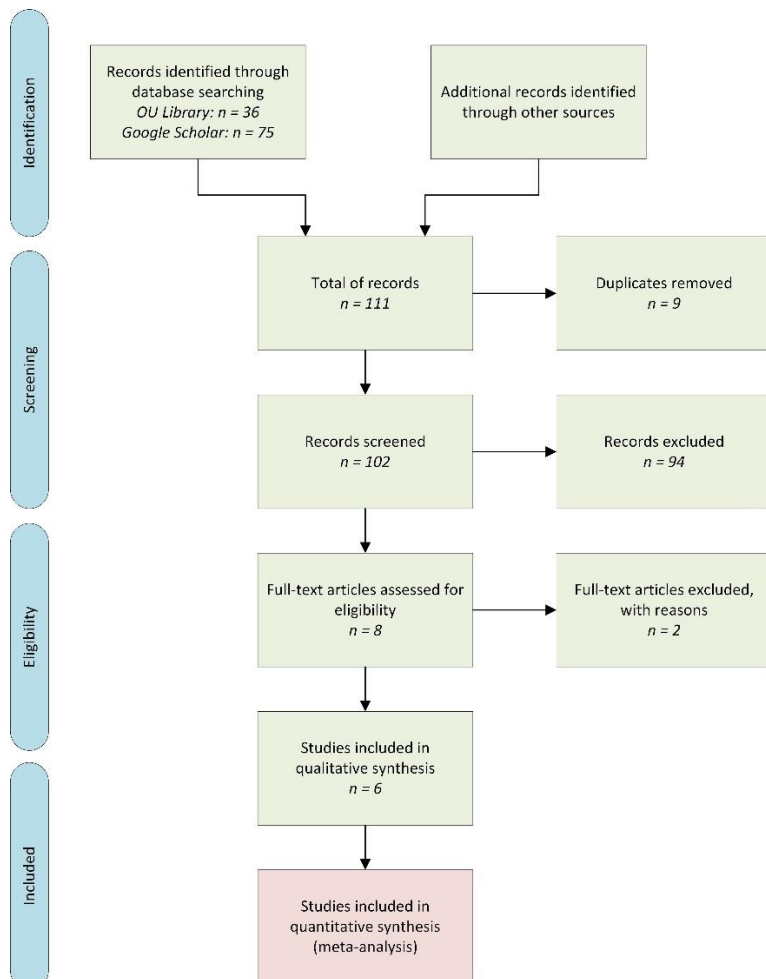 Identification
Records identified through
database searching
OU Library: n = 36
Google Scholar: n = 75
Additional records identified
through other sources
Screening
Total of records
n = 111
Duplicates removed
n = 9
Records screened
n = 102
Records excluded
n = 94
Eligibility
Full-text articles assessed for
eligibility
n = 8
Full-text articles excluded,
with reasons
n = 2
Studies included in
qualitative synthesis
n = 6
Included
Studies included in
quantitative synthesis
(meta-analysis)